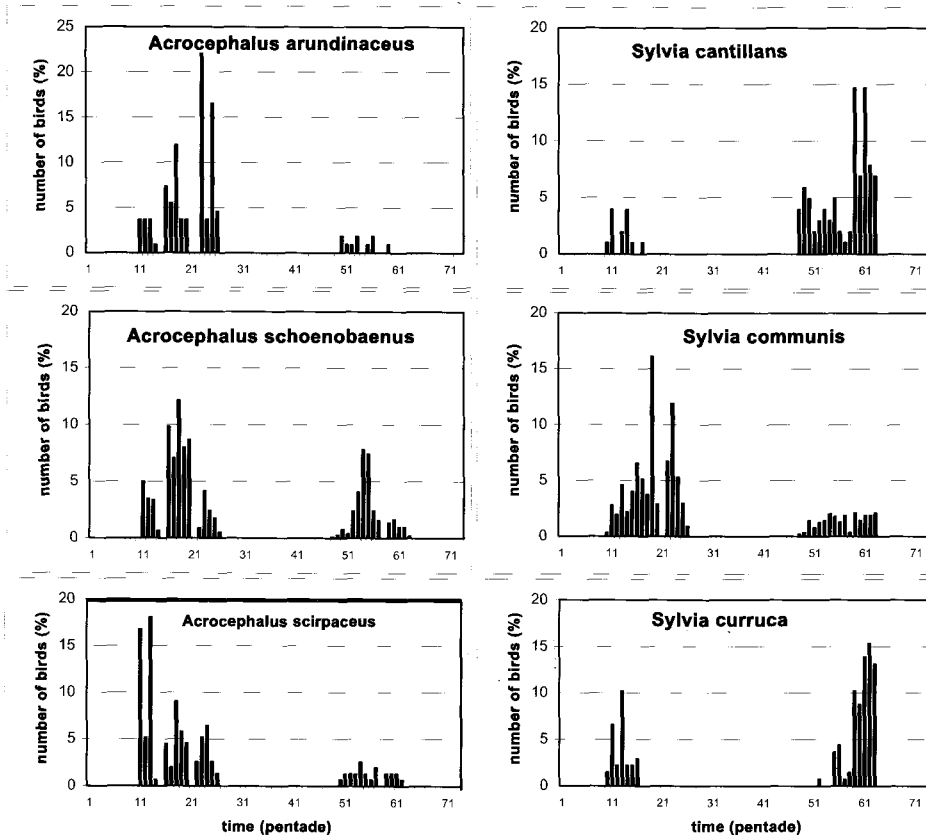 Acrocephalus arundinaceus
number of birds (%)
25
20
15
10
5
0
1 11 21 31 41 51 61 71
Sylvia cantillans
number of birds (%)
20
15
10
5
0
1 11 21 31 41 51 61 71
Acrocephalus schoenobaenus
number of birds (%)
20
15
10
5
0
1 11 21 31 41 51 61 71
Sylvia communis
number of birds (%)
20
15
10
5
0
1 11 21 31 41 51 61 71
Acrocephalus scirpaceus
number of birds (%)
20
15
10
5
0
1 11 21 31 41 51 61 71
time (pentade)
Sylvia curruca
number of birds (%)
20
15
10
5
0
1 11 21 31 41 51 61 71
time (pentade)